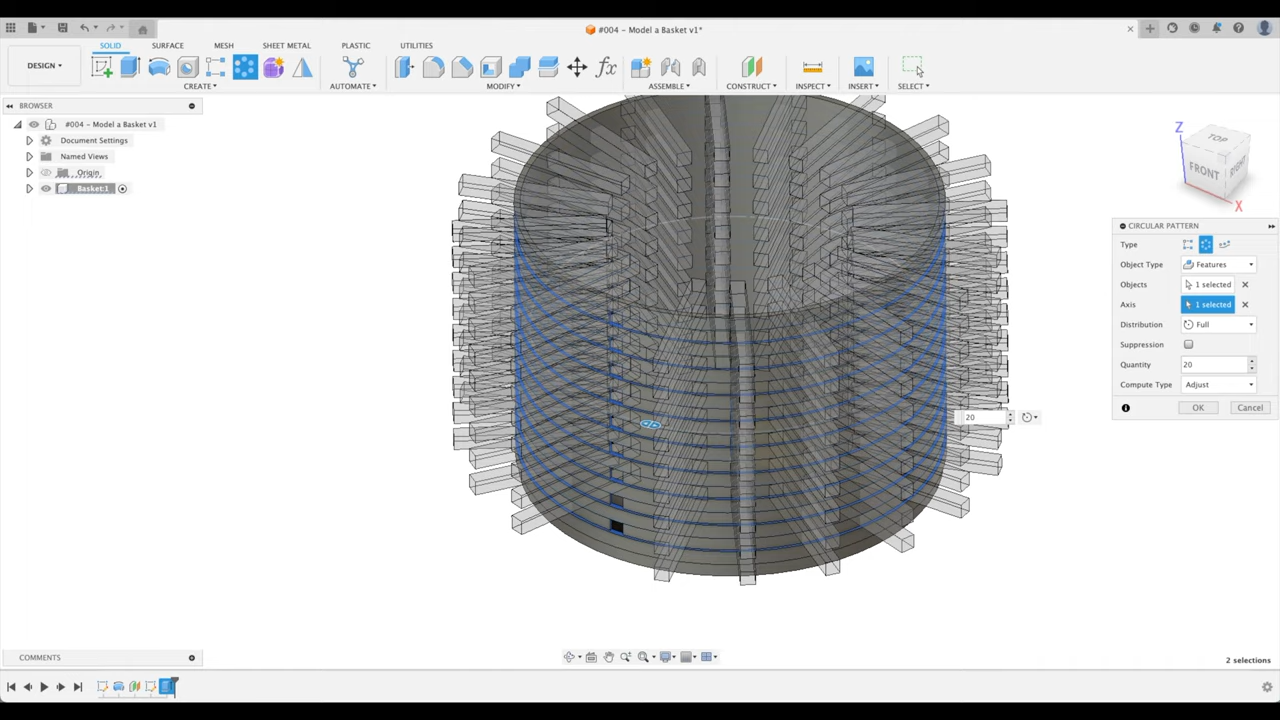 #004 – Model a Basket v1*
SOLID SURFACE MESH SHEET METAL PLASTIC UTILITIES
DESIGN
CREATE AUTOMATE MODIFY ASSEMBLE CONSTRUCT INSPECT INSERT SELECT
BROWSER
#004 – Model a Basket v1
Document Settings
Named Views
Origin
Basket:1
Z
TOP
FRONT
RIGHT
X
CIRCULAR PATTERN
Type
Object Type Features
Objects 1 selected
Axis 1 selected
Distribution Full
Suppression
Quantity 20
Compute Type Adjust
OK Cancel
20
COMMENTS
2 selections